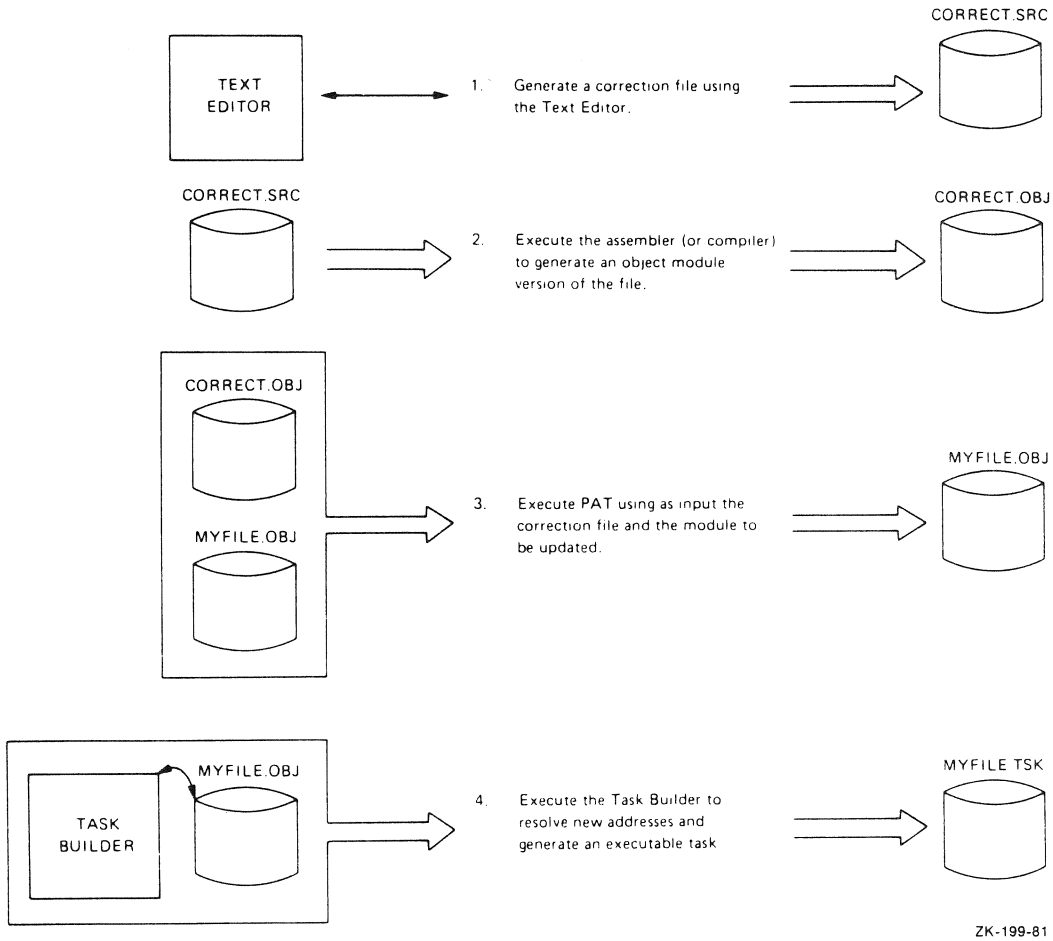 CORRECT.SRC
TEXT
EDITOR
1. Generate a correction file using
the Text Editor.
CORRECT.SRC
CORRECT.OBJ
2. Execute the assembler (or compiler)
to generate an object module
version of the file.
CORRECT.OBJ
MYFILE.OBJ
MYFILE.OBJ
3. Execute PAT using as input the
correction file and the module to
be updated.
MYFILE.OBJ
MYFILE TSK
TASK
BUILDER
4. Execute the Task Builder to
resolve new addresses and
generate an executable task
ZK-199-81